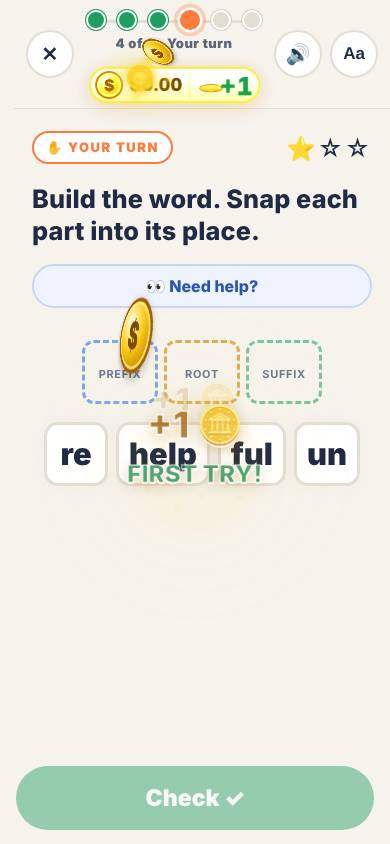 4 of Your turn
$ .00 +1
Aa
YOUR TURN
Build the word. Snap each
part into its place.
Need help?
$
PREFIX ROOT SUFFIX
+1
+1
re help ful un
FIRST TRY!
Check ✓